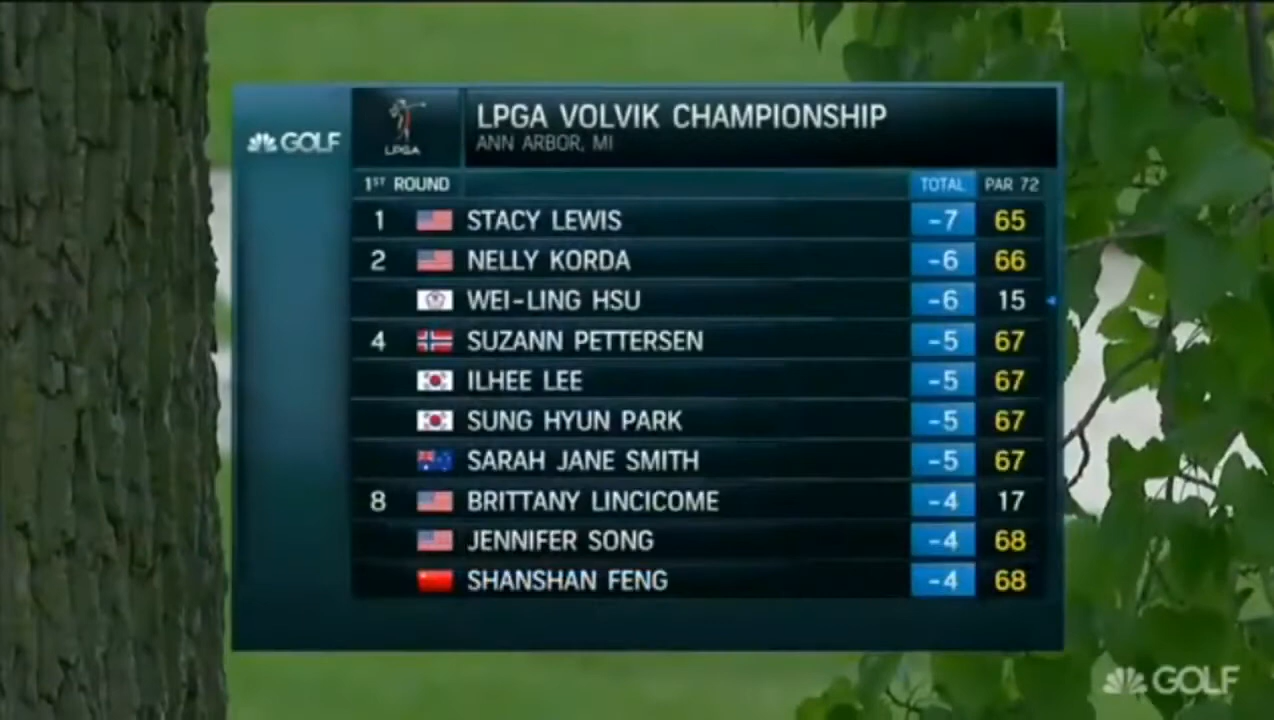 GOLF
LPGA
LPGA VOLVIK CHAMPIONSHIP
ANN ARBOR, MI
1ST ROUND TOTAL PAR 72
1 STACY LEWIS -7 65
2 NELLY KORDA -6 66
WEI-LING HSU -6 15
4 SUZANN PETTERSEN -5 67
ILHEE LEE -5 67
SUNG HYUN PARK -5 67
SARAH JANE SMITH -5 67
8 BRITTANY LINCICOME -4 17
JENNIFER SONG -4 68
SHANSHAN FENG -4 68
GOLF